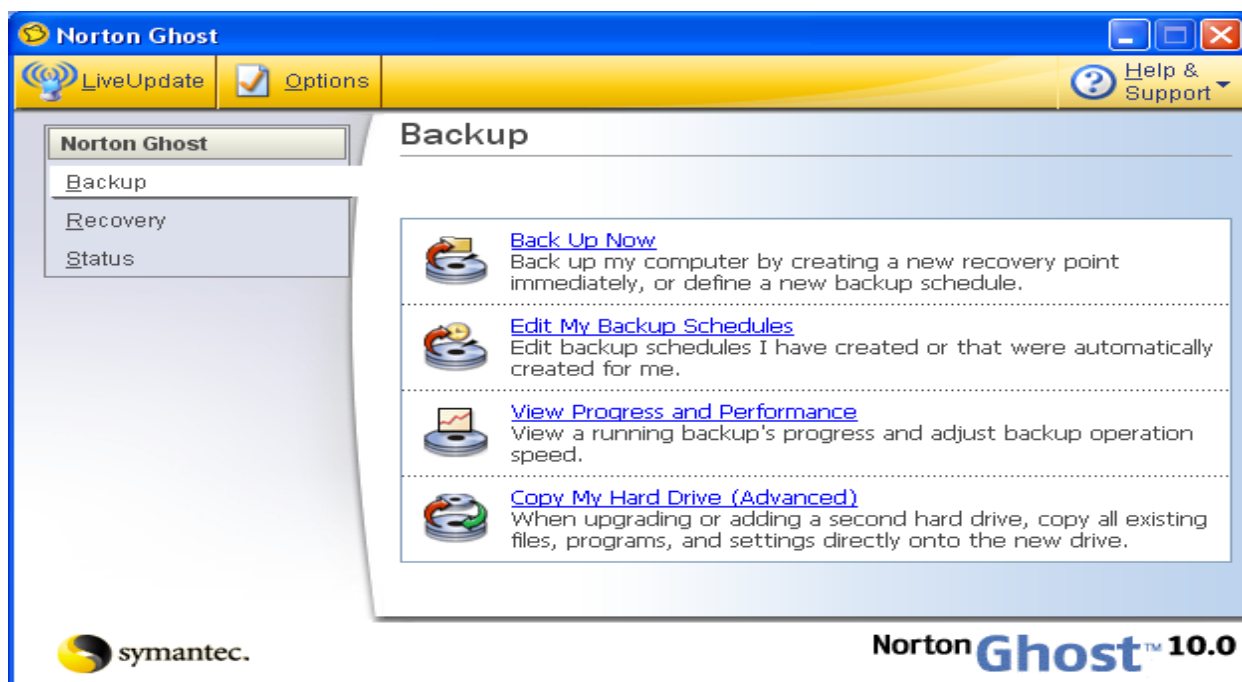 Norton Ghost
LiveUpdate
Options
Help &
Support
Norton Ghost
Backup
Recovery
Status
Backup
Back Up Now
Back up my computer by creating a new recovery point
immediately, or define a new backup schedule.
Edit My Backup Schedules
Edit backup schedules I have created or that were automatically
created for me.
View Progress and Performance
View a running backup's progress and adjust backup operation
speed.
Copy My Hard Drive (Advanced)
When upgrading or adding a second hard drive, copy all existing
files, programs, and settings directly onto the new drive.
symantec.
Norton Ghost™ 10.0